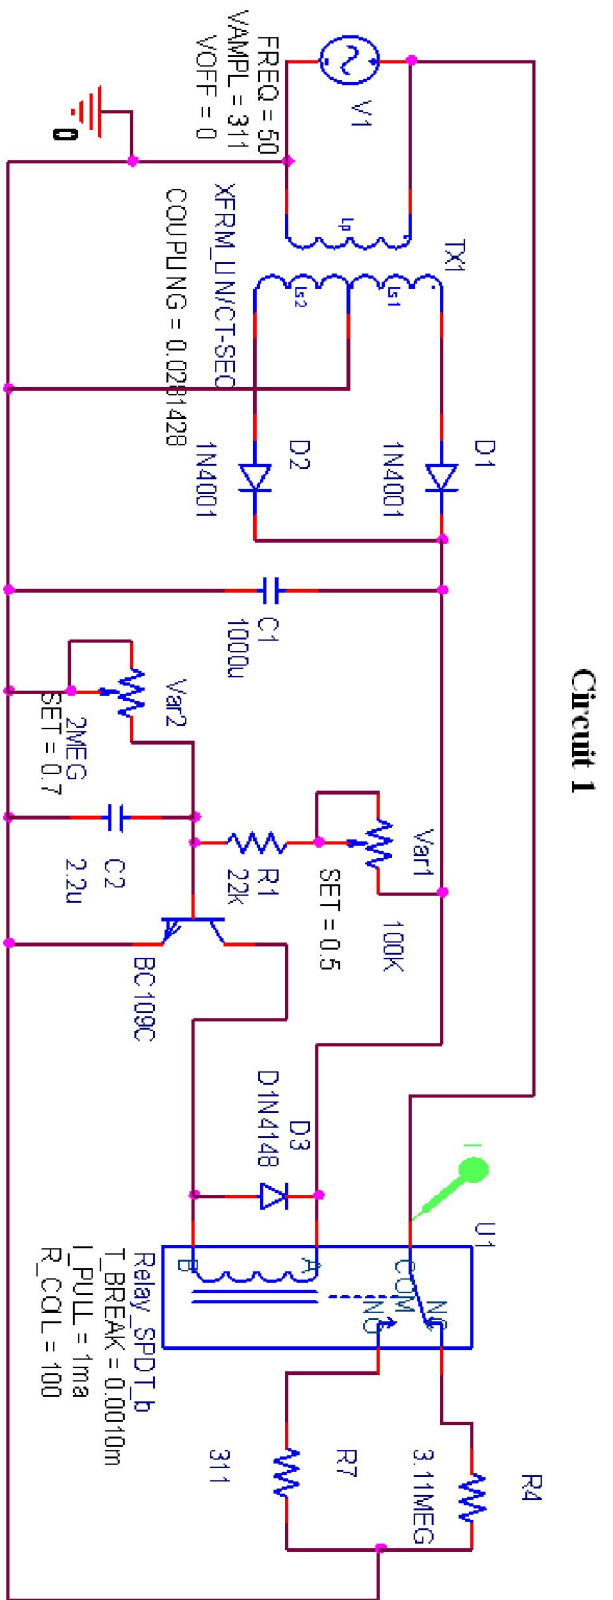 Circuit 1
V1
FREQ = 50
VAMPL = 311
VOFF = 0
0
TX1
Lp
Ls1
Ls2
XFRM_LIN/CT-SEC
COUPLING = 0.0281428
D1
1N4001
D2
1N4001
C1
1000u
Var2
2MEG
SET = 0.7
C2
2.2u
Var1
100K
SET = 0.5
R1
22k
BC109C
D3
D1N4148
I
U1
COM
NC
NO
A
B
Relay_SPDT_b
T_BREAK = 0.0010m
I_PULL = 1ma
R_COIL = 100
R4
3.11MEG
R7
311